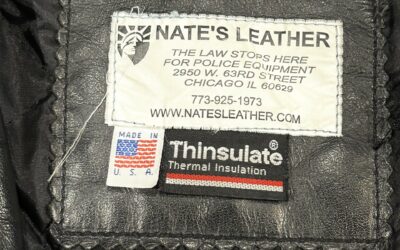 NATE'S LEATHER
THE LAW STOPS HERE
FOR POLICE EQUIPMENT
2950 W. 63RD STREET
CHICAGO IL 60629
773-925-1973
WWW.NATESLEATHER.COM
MADE IN
U.S.A.
Thinsulate®
Thermal Insulation